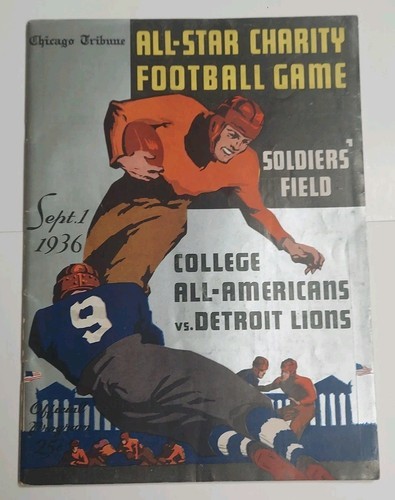 Chicago Tribune
ALL-STAR CHARITY
FOOTBALL GAME
SOLDIERS'
FIELD
Sept. 1
1936
COLLEGE
ALL-AMERICANS
VS. DETROIT LIONS
9
Official